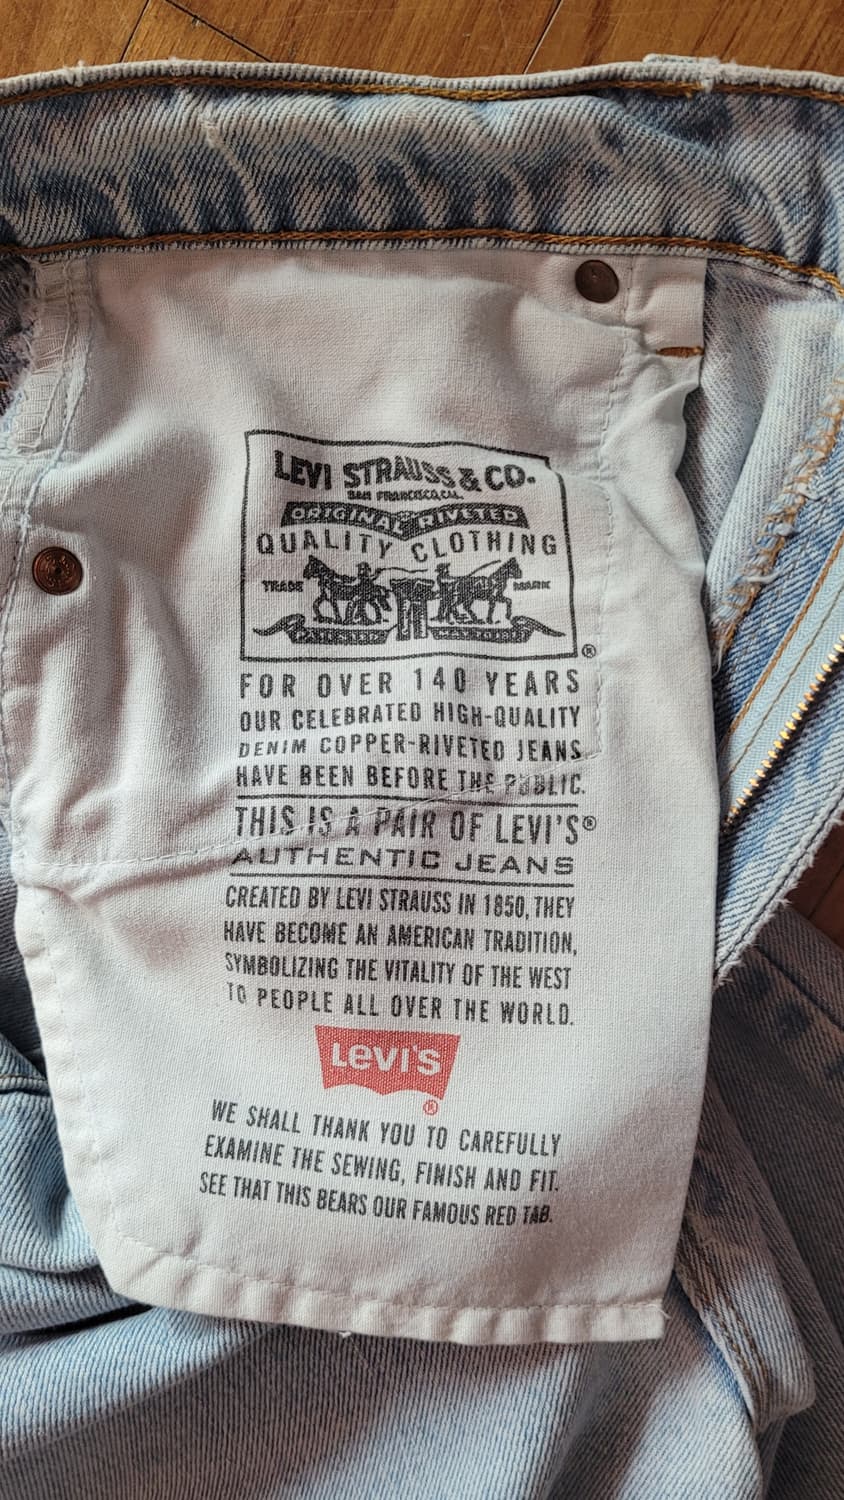 LEVI STRAUSS & CO.
SAN FRANCISCO, CAL.
ORIGINAL RIVETED
QUALITY CLOTHING
TRADE MARK
®
FOR OVER 140 YEARS
OUR CELEBRATED HIGH-QUALITY
DENIM COPPER-RIVETED JEANS
HAVE BEEN BEFORE THE PUBLIC.
THIS IS A PAIR OF LEVI'S®
AUTHENTIC JEANS
CREATED BY LEVI STRAUSS IN 1850, THEY
HAVE BECOME AN AMERICAN TRADITION,
SYMBOLIZING THE VITALITY OF THE WEST
TO PEOPLE ALL OVER THE WORLD.
LEVI'S
®
WE SHALL THANK YOU TO CAREFULLY
EXAMINE THE SEWING, FINISH AND FIT.
SEE THAT THIS BEARS OUR FAMOUS RED TAB.